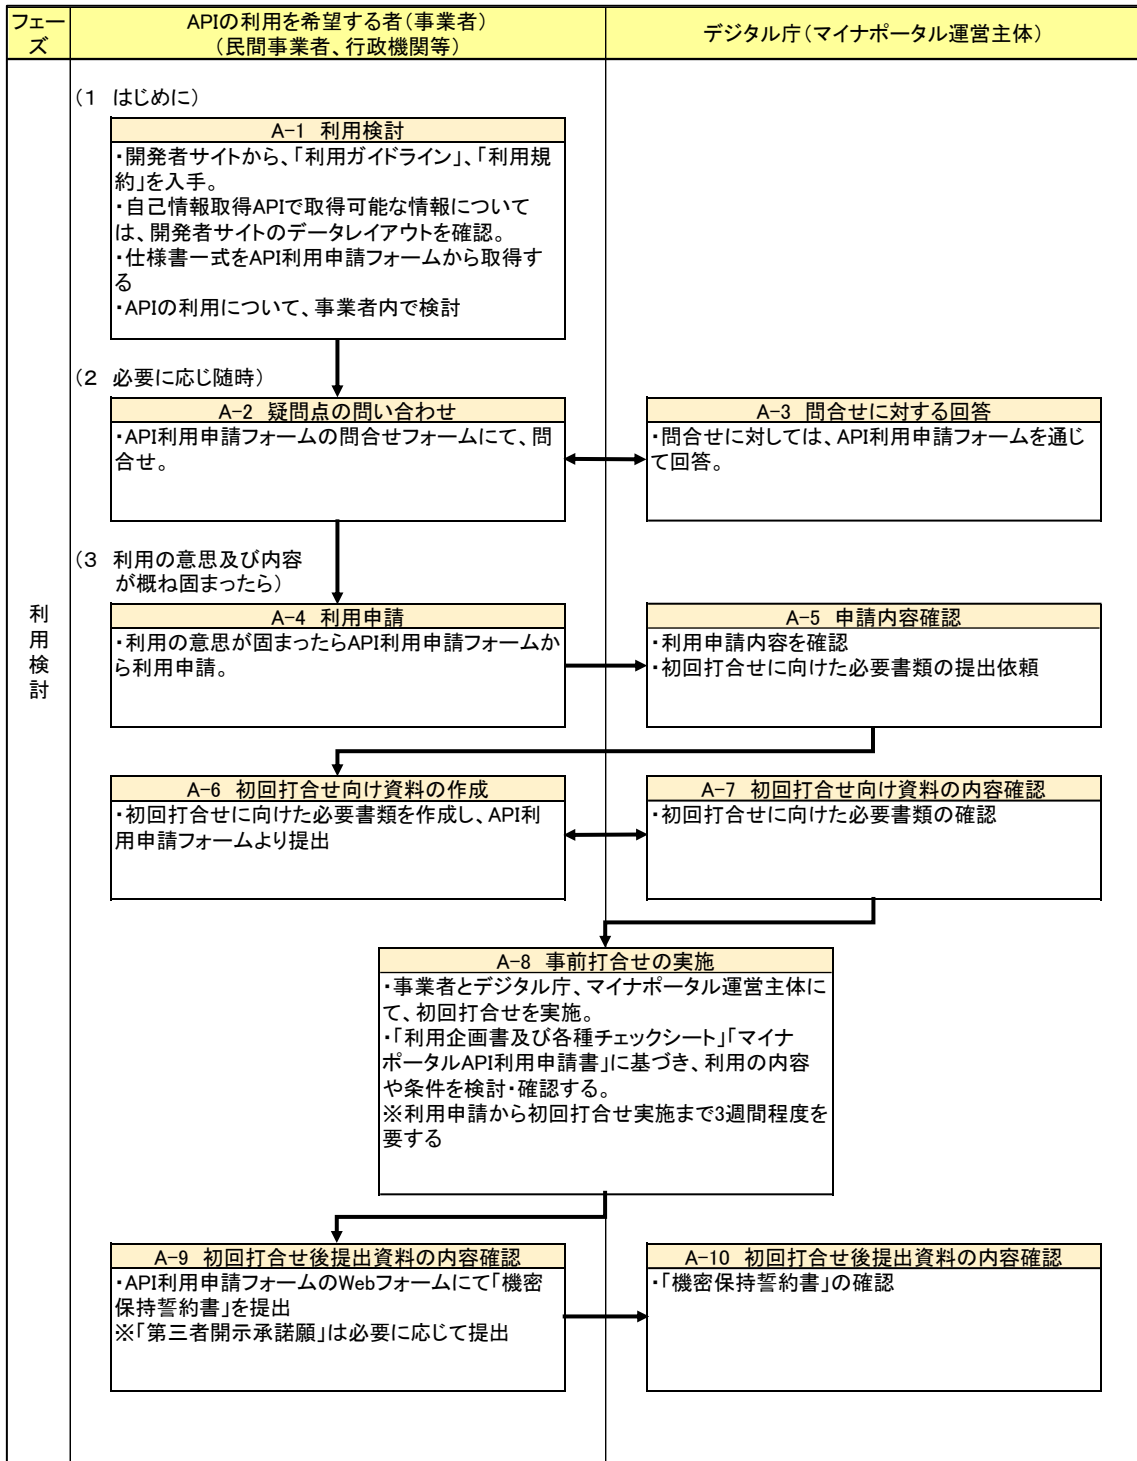 フェーズ
APIの利用を希望する者(事業者)
(民間事業者、行政機関等)
デジタル庁(マイナポータル運営主体)
利用検討
(1 はじめに)
A-1 利用検討
・開発者サイトから、「利用ガイドライン」、「利用規
約」を入手。
・自己情報取得APIで取得可能な情報について
は、開発者サイトのデータレイアウトを確認。
・仕様書一式をAPI利用申請フォームから取得す
る
・APIの利用について、事業者内で検討
(2 必要に応じ随時)
A-2 疑問点の問い合わせ
・API利用申請フォームの問合せフォームにて、問
合せ。
A-3 問合せに対する回答
・問合せに対しては、API利用申請フォームを通じ
て回答。
(3 利用の意思及び内容
が概ね固まったら)
A-4 利用申請
・利用の意思が固まったらAPI利用申請フォームか
ら利用申請。
A-5 申請内容確認
・利用申請内容を確認
・初回打合せに向けた必要書類の提出依頼
A-6 初回打合せ向け資料の作成
・初回打合せに向けた必要書類を作成し、API利
用申請フォームより提出
A-7 初回打合せ向け資料の内容確認
・初回打合せに向けた必要書類の確認
A-8 事前打合せの実施
・事業者とデジタル庁、マイナポータル運営主体に
て、初回打合せを実施。
・「利用企画書及び各種チェックシート」「マイナ
ポータルAPI利用申請書」に基づき、利用の内容
や条件を検討・確認する。
※利用申請から初回打合せ実施まで3週間程度を
要する
A-9 初回打合せ後提出資料の内容確認
・API利用申請フォームのWebフォームにて「機密
保持誓約書」を提出
※「第三者開示承諾願」は必要に応じて提出
A-10 初回打合せ後提出資料の内容確認
・「機密保持誓約書」の確認